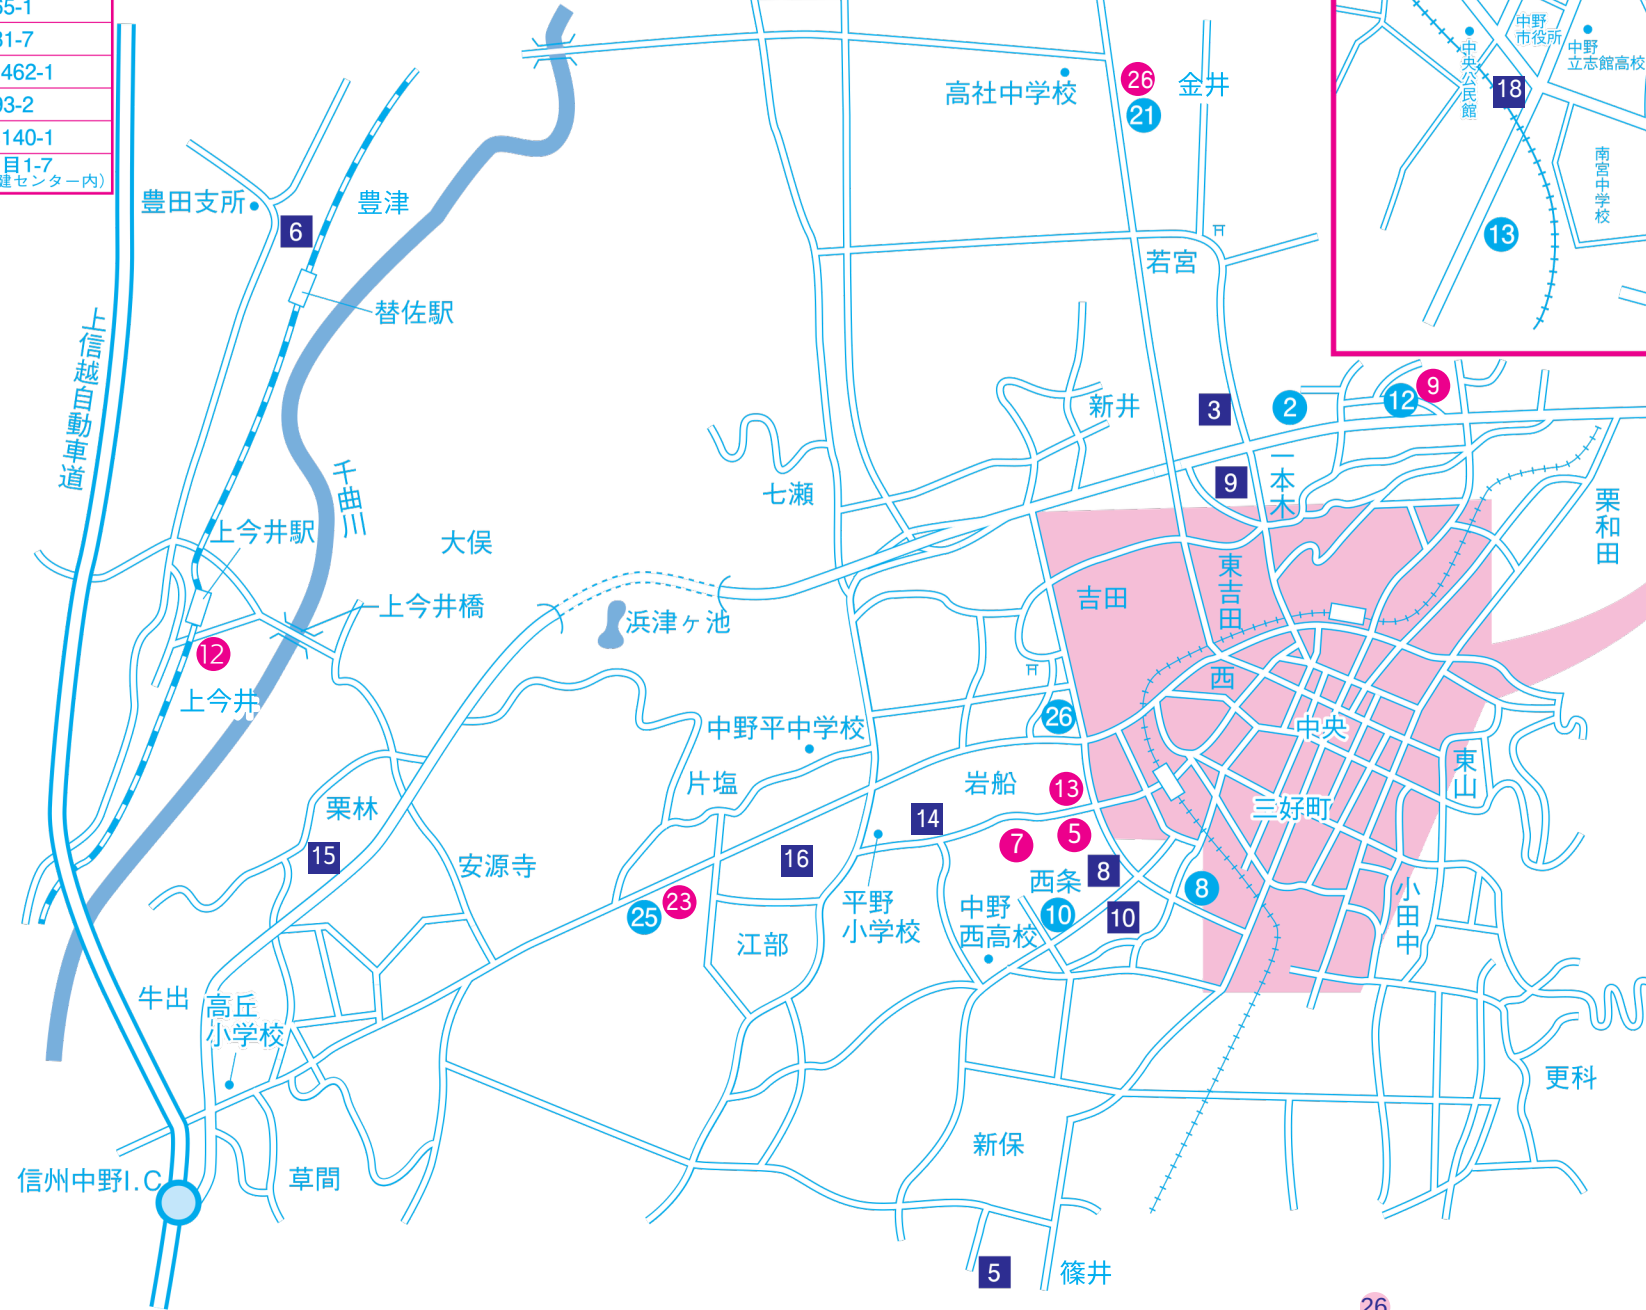 65-1
31-7
462-1
93-2
140-1
目1-7
建センター内)
中野
市役所
中野
立志館高校
中央公民館
18
南宮中学校
13
高社中学校
26
21
金井
豊田支所
6
豊津
若宮
替佐駅
上信越自動車道
新井
3
2
12
9
千曲川
七瀬
9
一本木
栗和田
上今井駅
大俣
東吉田
吉田
上今井橋
浜津ヶ池
12
上今井
西
26
中野平中学校
中央
東山
片塩
岩船
13
三好町
栗林
14
5
7
15
安源寺
16
8
西条
8
小田中
25
23
平野
小学校
中野
西高校
10
10
江部
牛出
高丘
小学校
更科
新保
信州中野I.C
草間
5
篠井
26